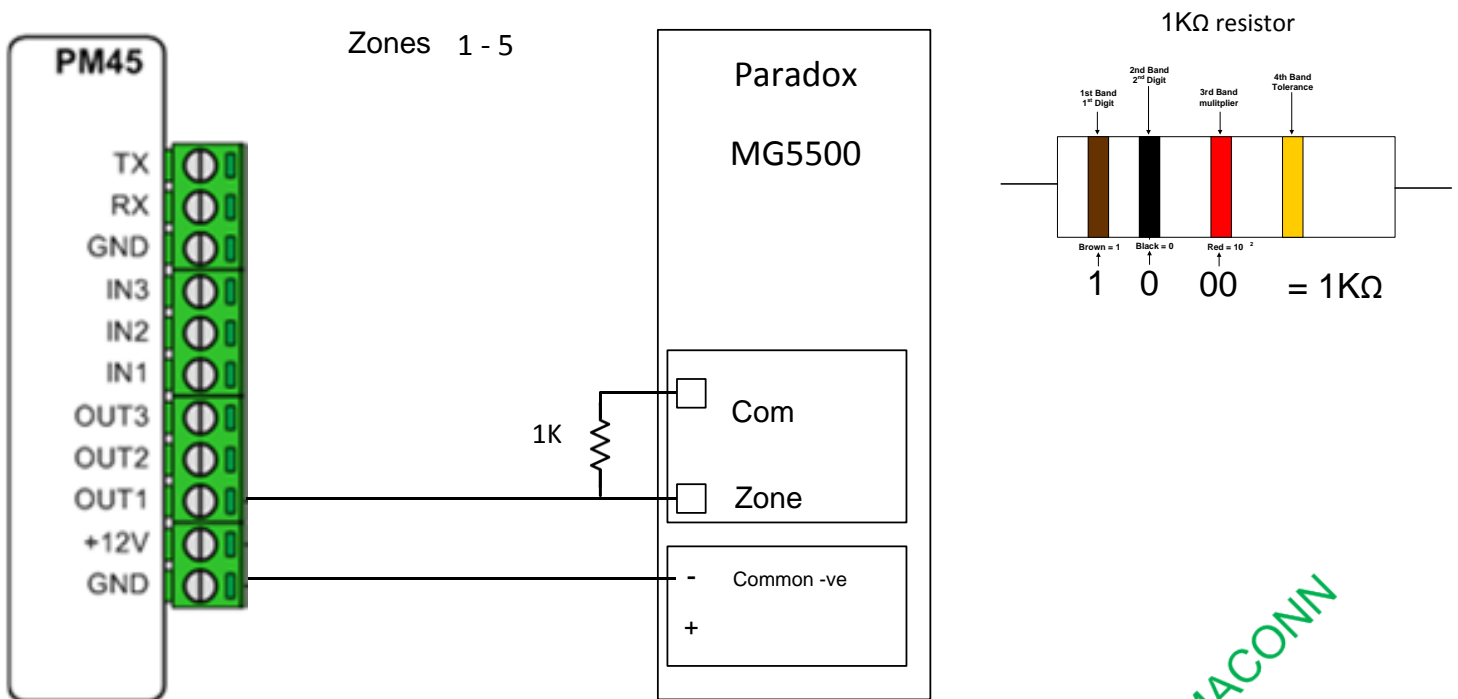 PM45
TX
RX
GND
IN3
IN2
IN1
OUT3
OUT2
OUT1
+12V
GND
Zones 1 - 5
1K
Paradox
MG5500
Com
Zone
- Common -ve
+
1KΩ resistor
1st Band
1st Digit
2nd Band
2nd Digit
3rd Band
mulitplier
4th Band
Tolerance
Brown = 1
Black = 0
Red = 10 2
1 0 00 = 1KΩ